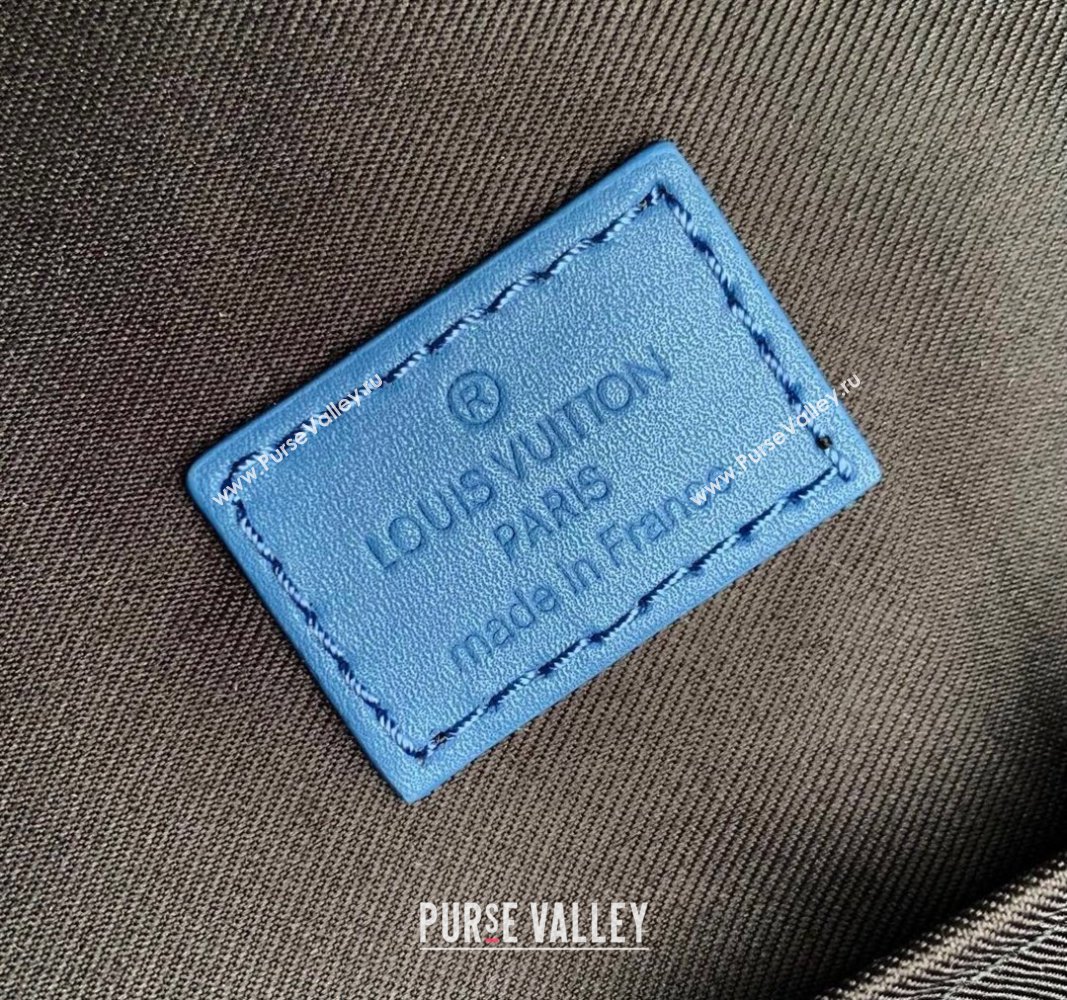 ®
LOUIS VUITTON
PARIS
made in France
www.PurseValley.ru
www.PurseValley.ru
PURSE VALLEY